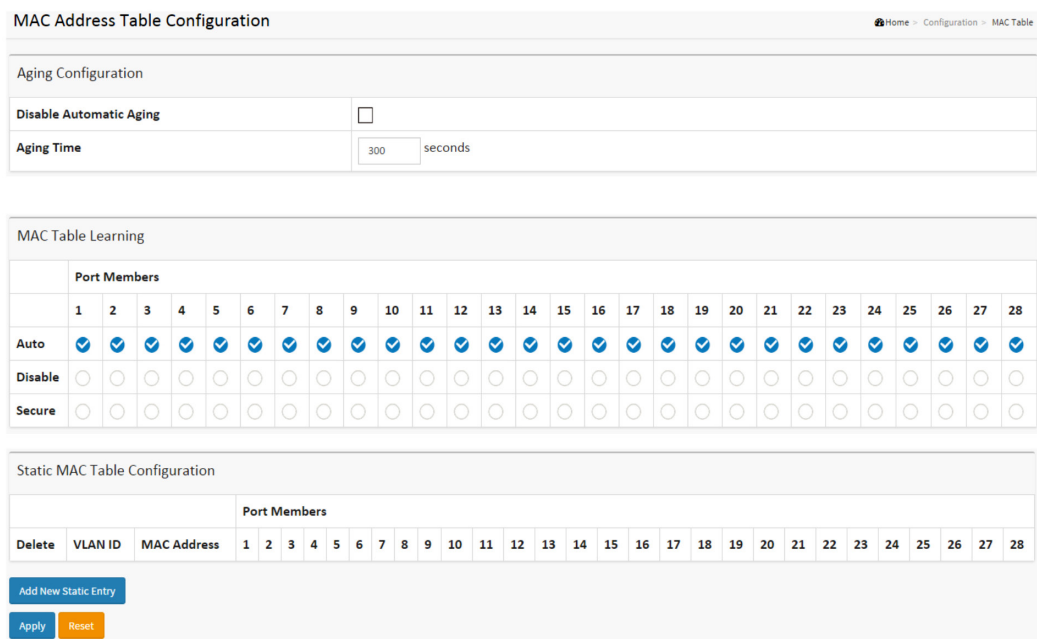 MAC Address Table Configuration
Home > Configuration > MAC Table
Aging Configuration
Disable Automatic Aging
Aging Time 300 seconds
MAC Table Learning
Port Members
1 2 3 4 5 6 7 8 9 10 11 12 13 14 15 16 17 18 19 20 21 22 23 24 25 26 27 28
Auto
Disable
Secure
Static MAC Table Configuration
Port Members
Delete VLAN ID MAC Address 1 2 3 4 5 6 7 8 9 10 11 12 13 14 15 16 17 18 19 20 21 22 23 24 25 26 27 28
Add New Static Entry
Apply Reset